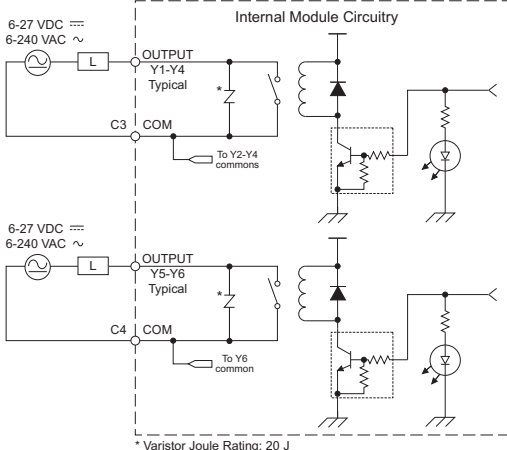 Internal Module Circuitry
6-27 VDC ⎓
6-240 VAC ∿
L
OUTPUT
Y1-Y4
Typical
*
C3
COM
To Y2-Y4
commons
6-27 VDC ⎓
6-240 VAC ∿
L
OUTPUT
Y5-Y6
Typical
*
C4
COM
To Y6
common
* Varistor Joule Rating: 20 J